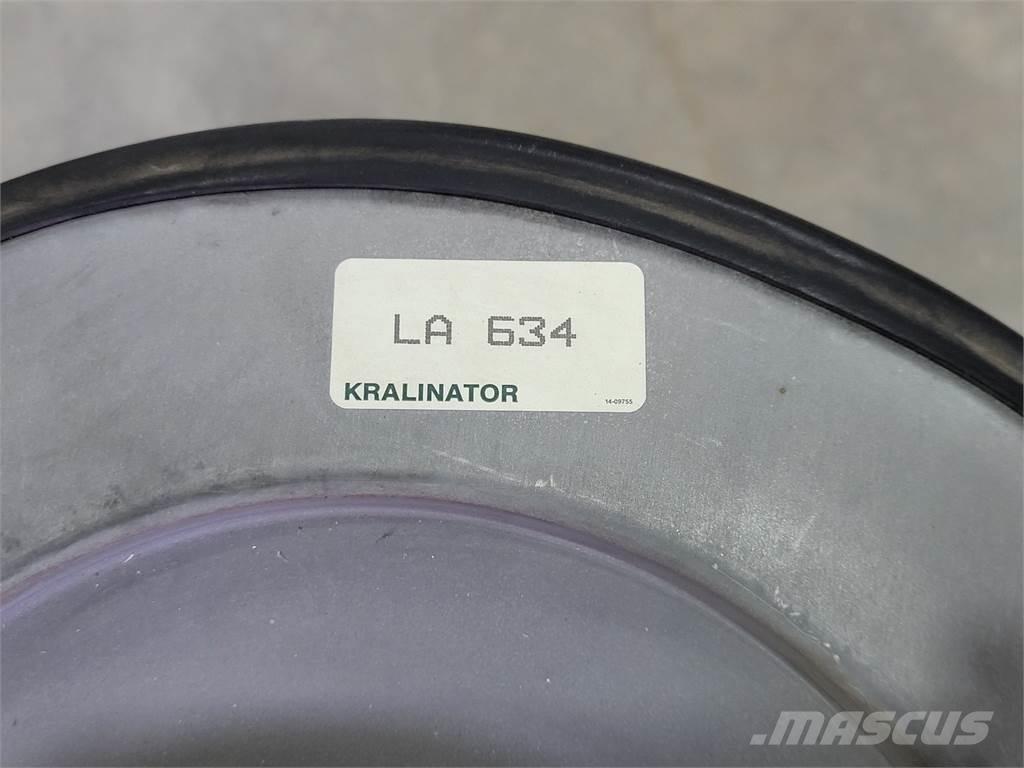 LA 634
KRALINATOR
14-09755
MASCUS